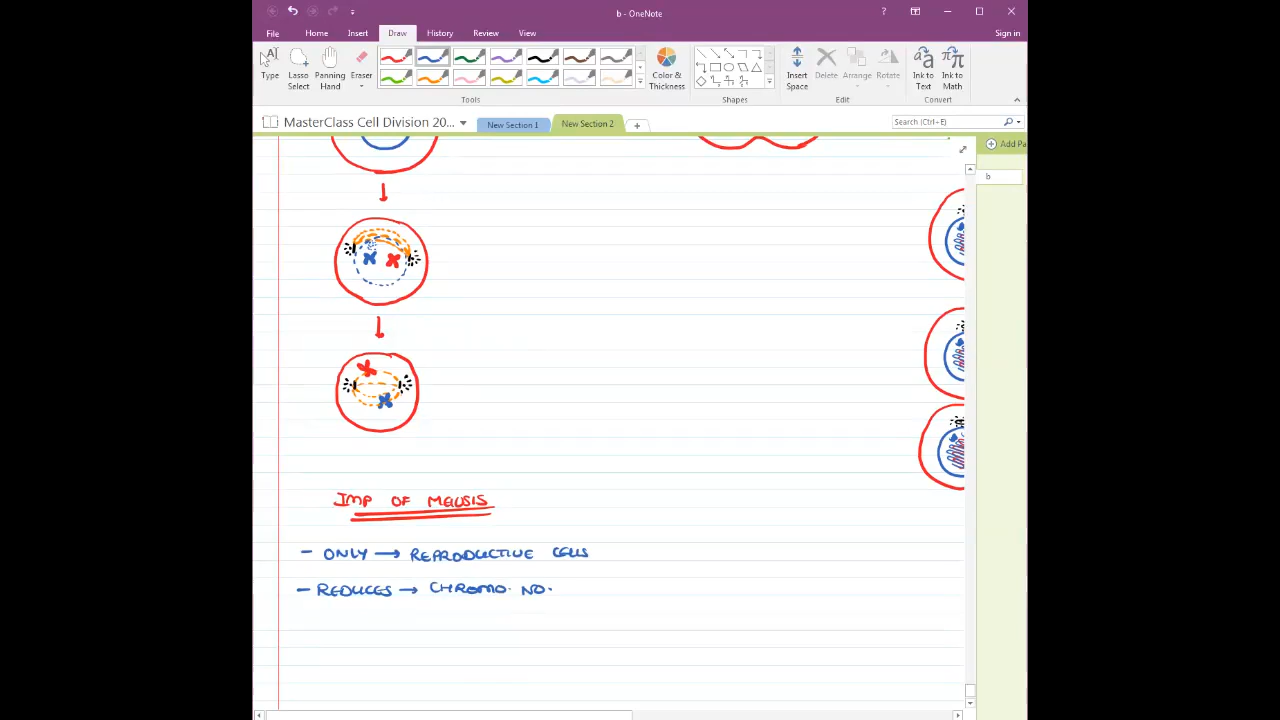 b - OneNote
? Sign in
File Home Insert Draw History Review View
Type Lasso Select Panning Hand Eraser Color & Thickness Insert Space Delete Arrange Rotate Ink to Text Ink to Math
Tools Shapes Edit Convert
MasterClass Cell Division 20... New Section 1 New Section 2 + Search (Ctrl+E)
Add Pa
b
IMP OF MEIOSIS
- ONLY → REPRODUCTIVE CELLS
- REDUCES → CHROMO. NO.